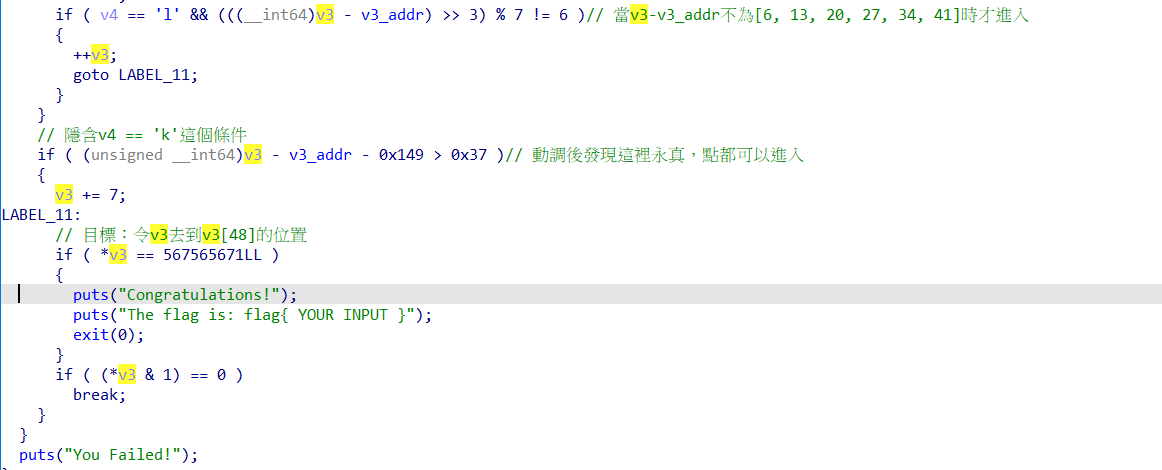 if ( v4 == 'l' && (((__int64)v3 - v3_addr) >> 3) % 7 != 6 )// 當v3-v3_addr不為[6, 13, 20, 27, 34, 41]時才進入
{
++v3;
goto LABEL_11;
}
}
// 隱含v4 == 'k'這個條件
if ( (unsigned __int64)v3 - v3_addr - 0x149 > 0x37 )// 動調後發現這裡永真，點都可以進入
{
v3 += 7;
LABEL_11:
// 目標：令v3去到v3[48]的位置
if ( *v3 == 567565671LL )
{
puts("Congratulations!");
puts("The flag is: flag{ YOUR INPUT }");
exit(0);
}
if ( (*v3 & 1) == 0 )
break;
}
}
puts("You Failed!");